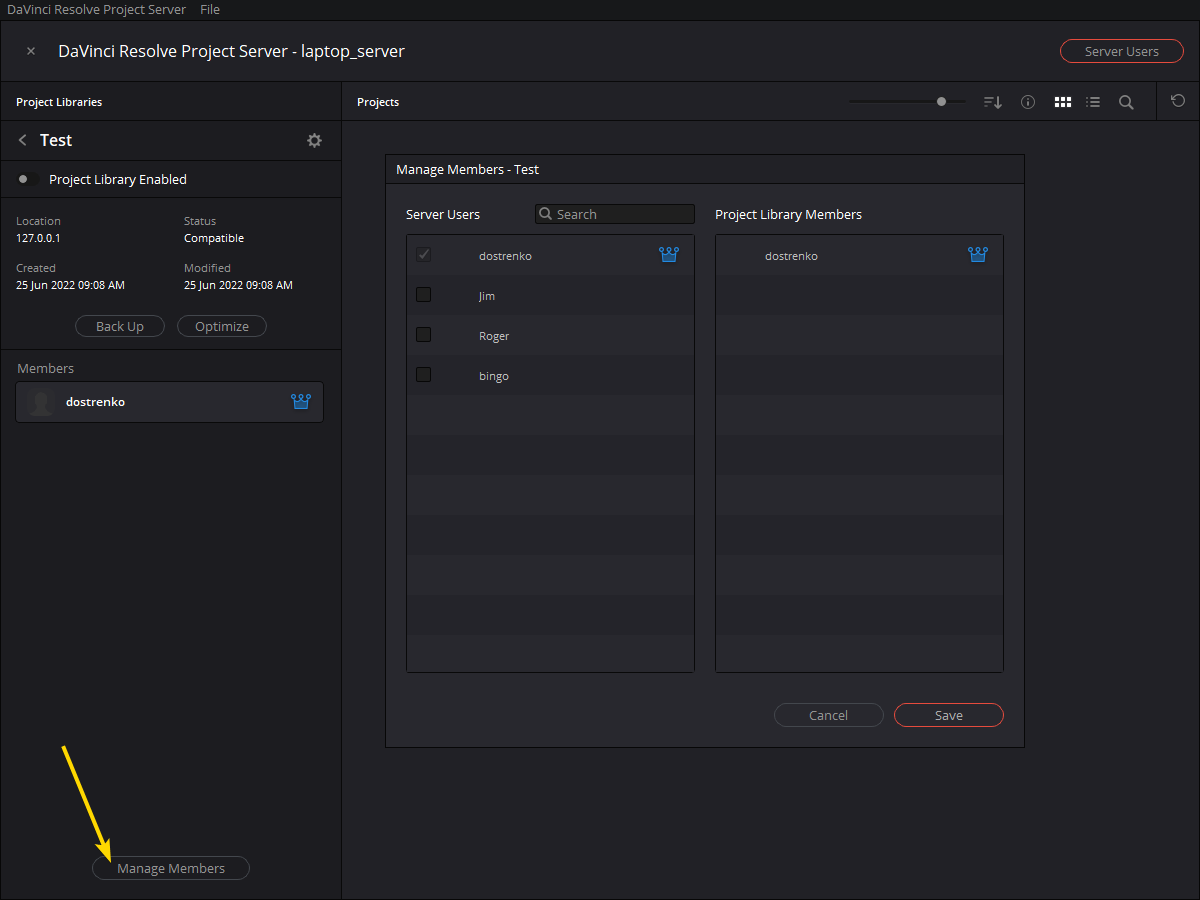 DaVinci Resolve Project Server File
DaVinci Resolve Project Server - laptop_server
Server Users
Project Libraries
Projects
Test
Project Library Enabled
Location
Status
127.0.0.1
Compatible
Created
Modified
25 Jun 2022 09:08 AM
25 Jun 2022 09:08 AM
Back Up
Optimize
Members
dostrenko
Manage Members
Manage Members - Test
Server Users
Search
Project Library Members
dostrenko
Jim
Roger
bingo
dostrenko
Cancel
Save